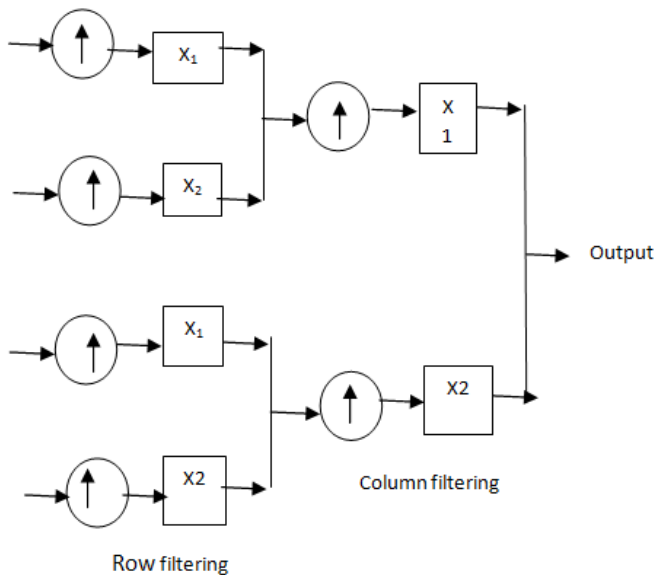 X₁
X
1
X₂
Output
X₁
X2
X2
Column filtering
Row filtering